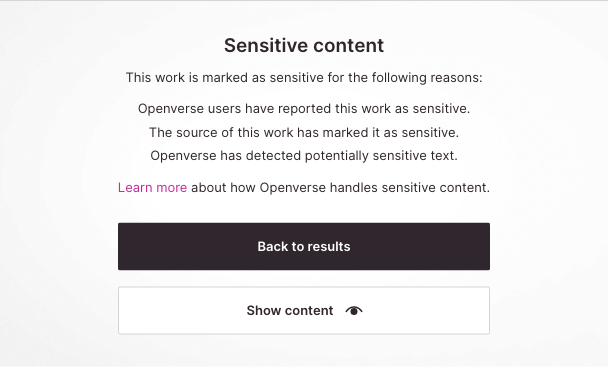 Sensitive content
This work is marked as sensitive for the following reasons:
Openverse users have reported this work as sensitive.
The source of this work has marked it as sensitive.
Openverse has detected potentially sensitive text.
Learn more about how Openverse handles sensitive content.
Back to results
Show content